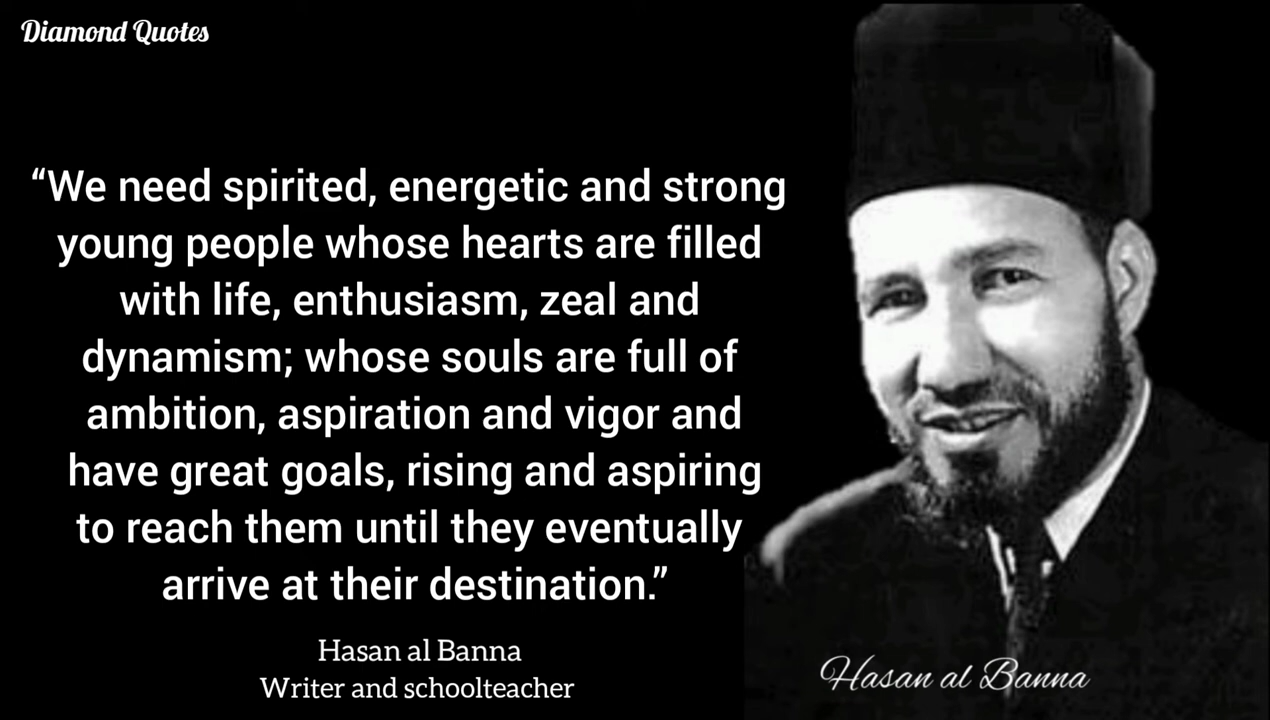 Diamond Quotes
“We need spirited, energetic and strong
young people whose hearts are filled
with life, enthusiasm, zeal and
dynamism; whose souls are full of
ambition, aspiration and vigor and
have great goals, rising and aspiring
to reach them until they eventually
arrive at their destination.”
Hasan al Banna
Writer and schoolteacher
Hasan al Banna